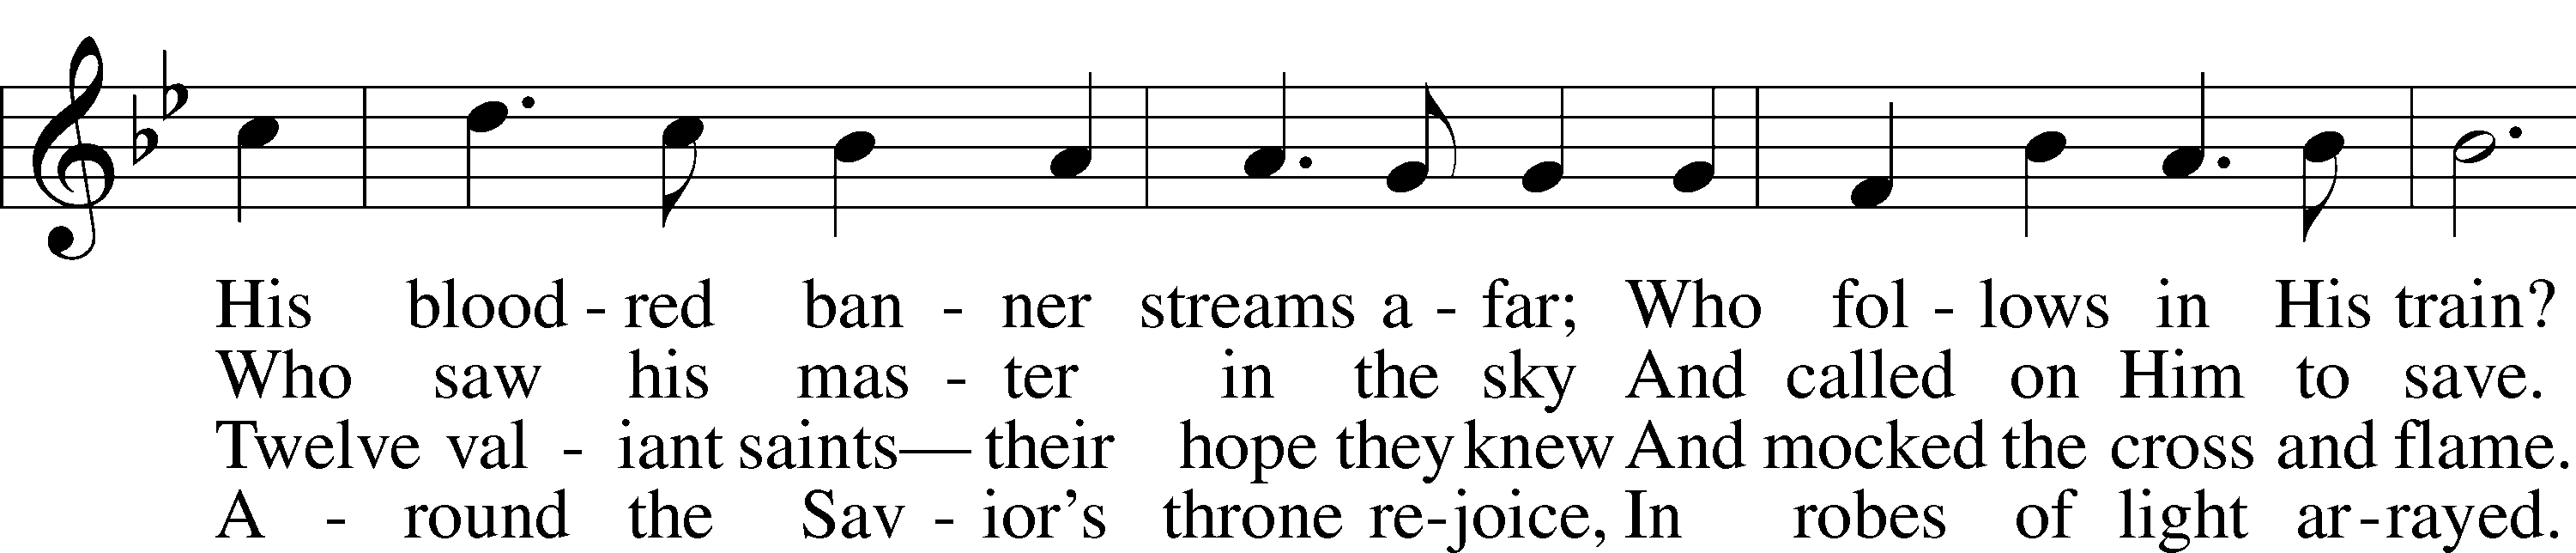 His blood - red ban - ner streams a - far; Who fol - lows in His train?
Who saw his mas - ter in the sky And called on Him to save.
Twelve val - iant saints— their hope they knew And mocked the cross and flame.
A - round the Sav - ior's throne re-joice, In robes of light ar-rayed.